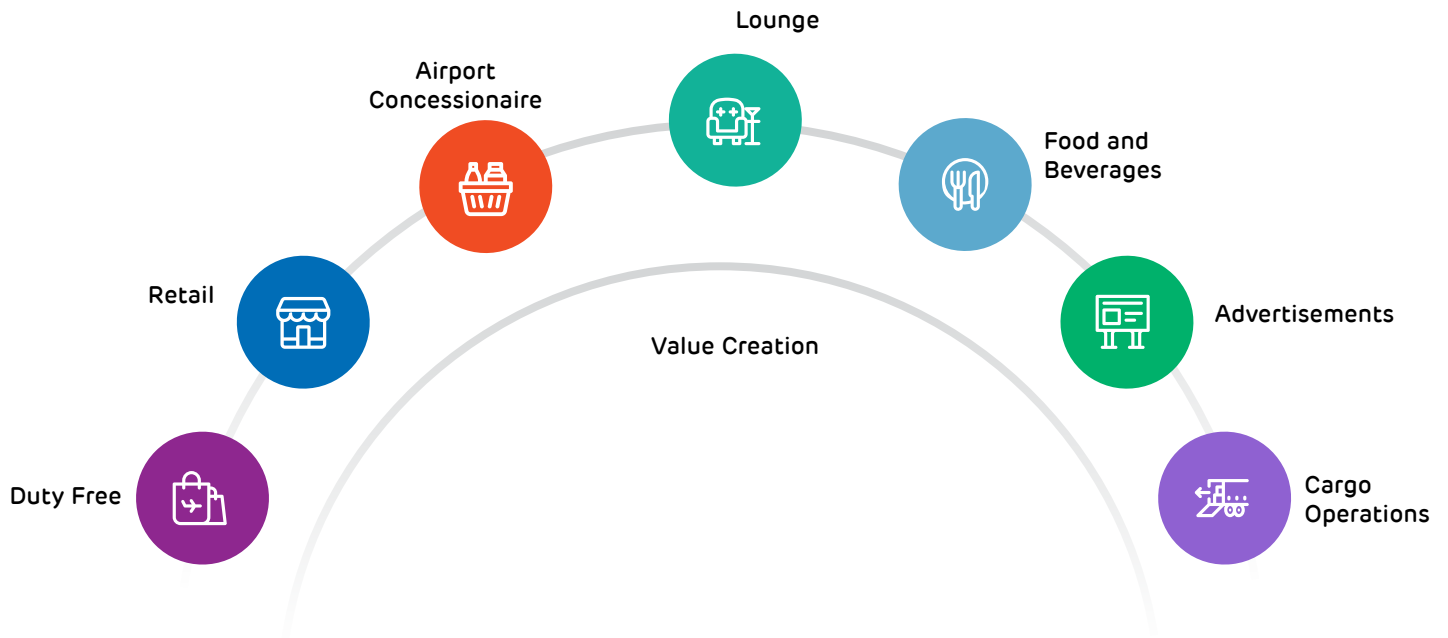 Lounge
Airport
Concessionaire
Food and
Beverages
Retail
Advertisements
Value Creation
Duty Free
Cargo
Operations